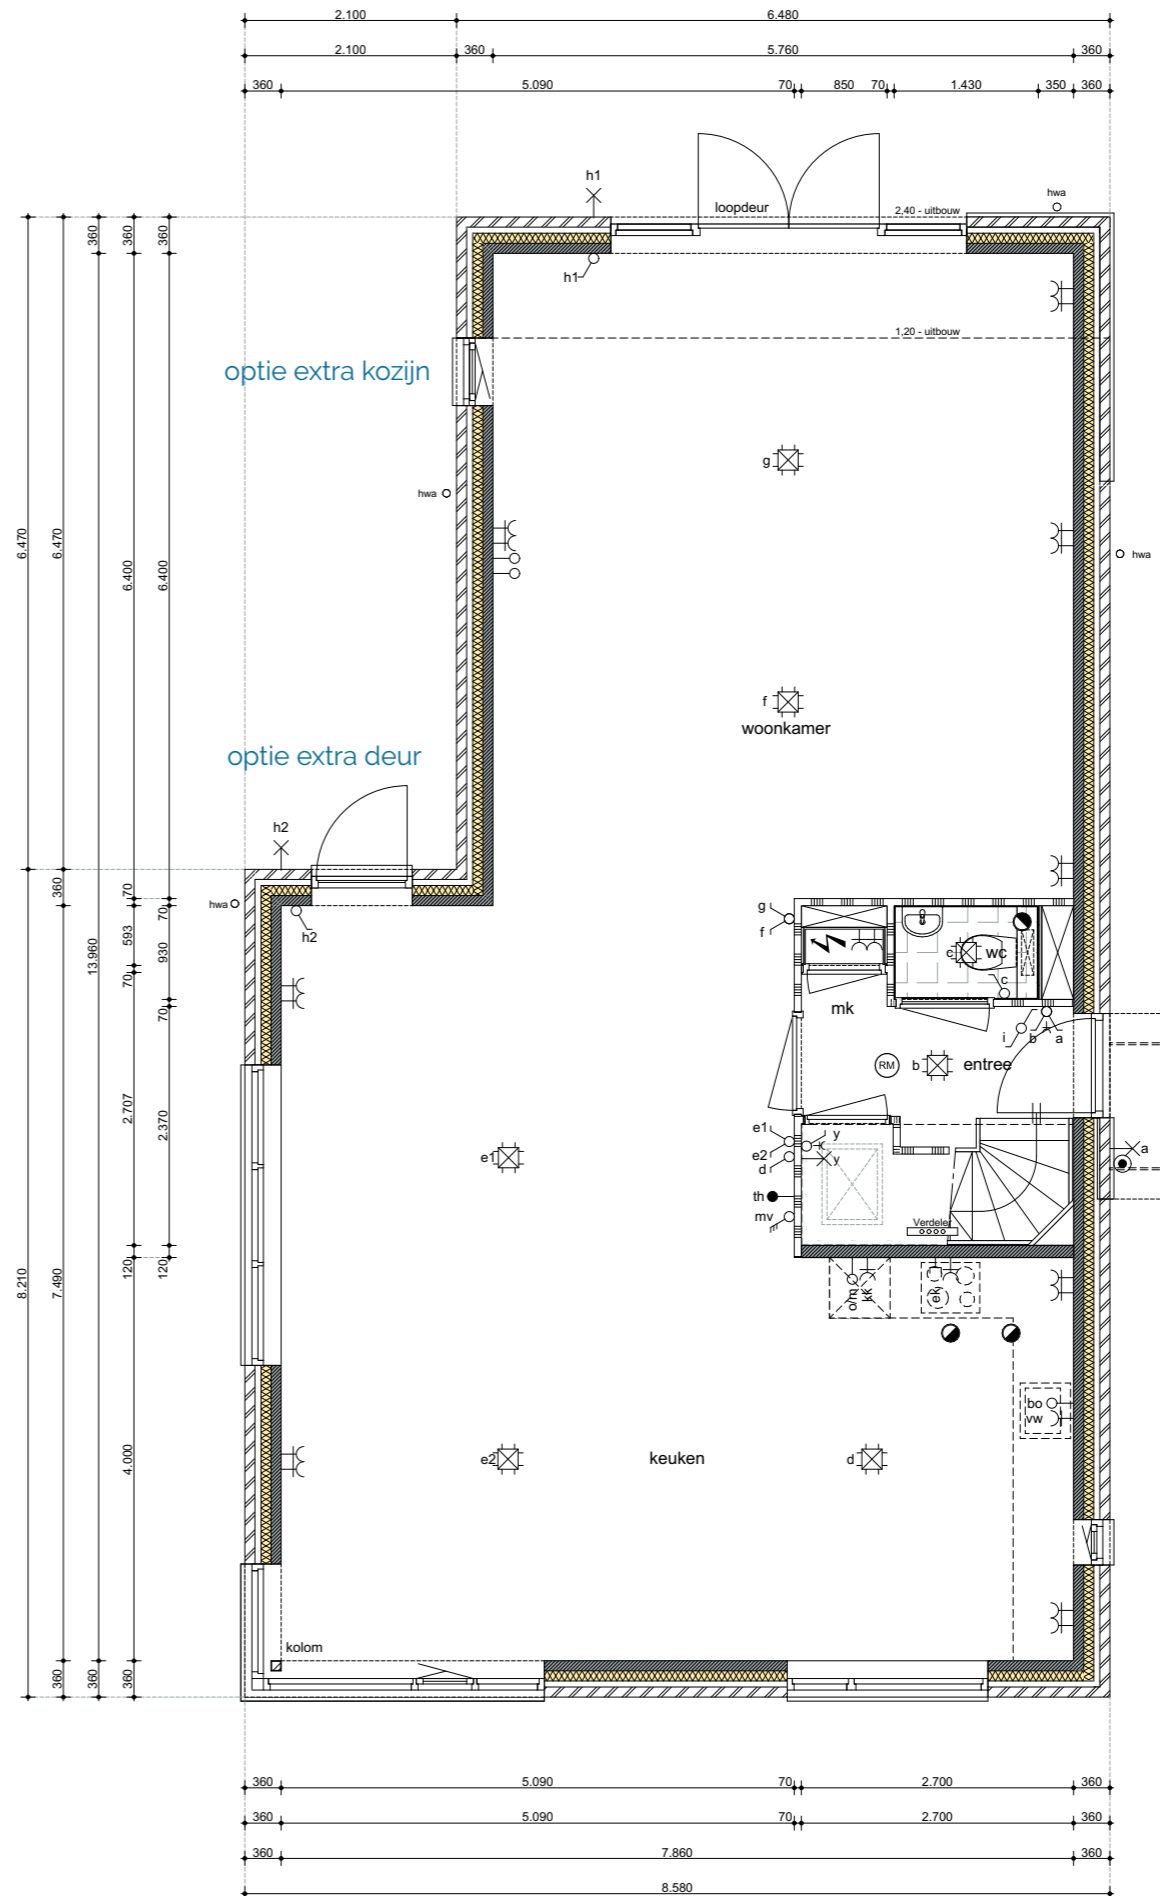 2.100 6.480
2.100 360 5.760 360
360 5.090 70 850 70 1.430 350 360
h1
hwa
loopdeur
2,40 - uitbouw
h1
1,20 - uitbouw
optie extra kozijn
g
hwa
hwa
f
woonkamer
optie extra deur
h2
hwa
h2
g
f
c
wc
c
mk
i
b
a
RM
b
entree
e1
y
e2
d
y
a
e1
th
mv
Verdeler
o/m
kk
ek
bo
vw
e2
keuken
d
kolom
6.470
8.210
6.470
360
7.490
360
360
13.960
360
360
6.400
70
593
70
2.707
120
4.000
360
360
6.400
70
930
70
2.370
120
360 5.090 70 2.700 360
360 5.090 70 2.700 360
360 7.860 360
8.580